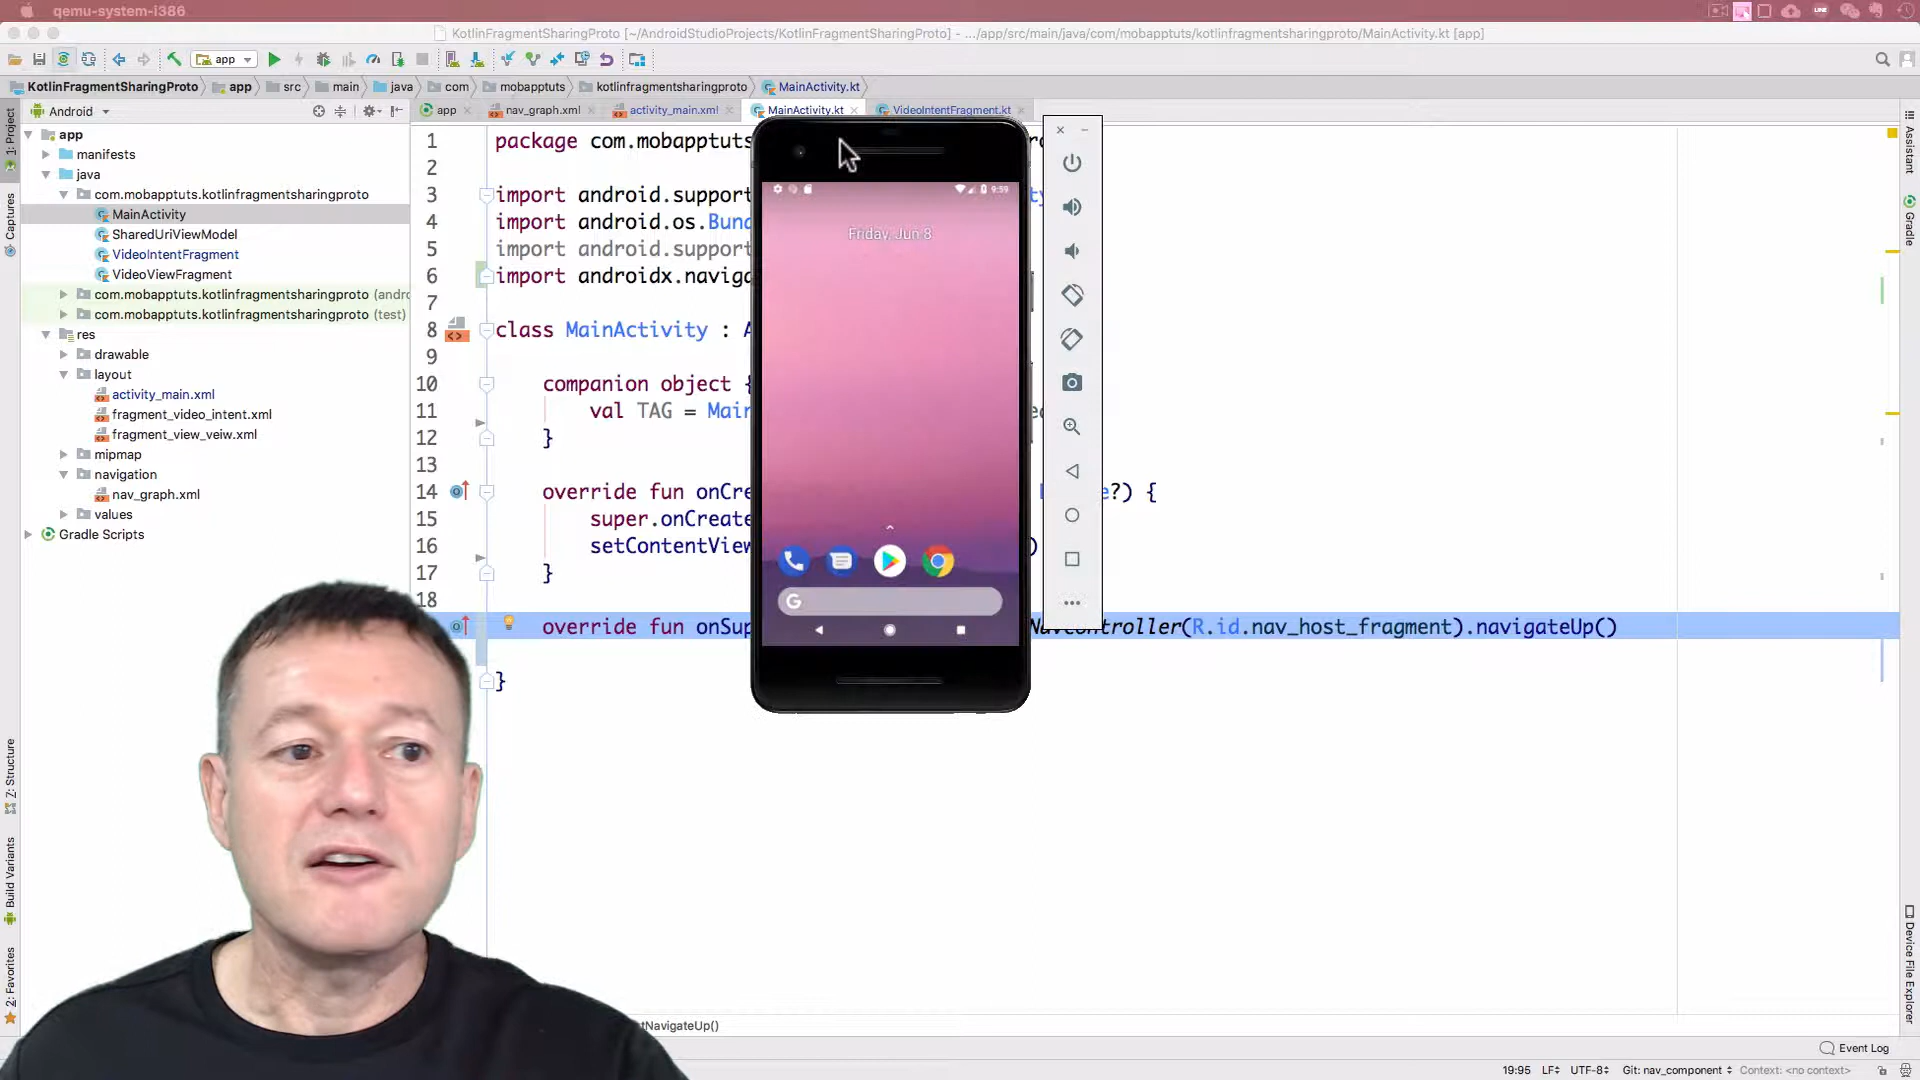 qemu-system-i386
KotlinFragmentSharingProto [~/AndroidStudioProjects/KotlinFragmentSharingProto] - .../app/src/main/java/com/mobapptuts/kotlinfragmentsharingproto/MainActivity.kt [app]
app
KotlinFragmentSharingProto app src main java com mobapptuts kotlinfragmentsharingproto MainActivity.kt
Android
app nav_graph.xml activity_main.xml MainActivity.kt VideoIntentFragment.kt
1: Project
Captures
Z: Structure
Build Variants
2: Favorites
app
manifests
java
com.mobapptuts.kotlinfragmentsharingproto
MainActivity
SharedUriViewModel
VideoIntentFragment
VideoViewFragment
com.mobapptuts.kotlinfragmentsharingproto (andro
com.mobapptuts.kotlinfragmentsharingproto (test)
res
drawable
layout
activity_main.xml
fragment_video_intent.xml
fragment_view_veiw.xml
mipmap
navigation
nav_graph.xml
values
Gradle Scripts
1 package com.mobapptuts
2
3 import android.support
4 import android.os.Bund
5 import android.support
6 import androidx.naviga
7
8 class MainActivity : A
9
10 companion object {
11 val TAG = Main
12 }
13
14 override fun onCre e?) {
15 super.onCreate
16 setContentView )
17 }
18
override fun onSup NavController(R.id.nav_host_fragment).navigateUp()
}
9:59
Friday, Jun 8
G
Assistant
Gradle
Device File Explorer
tNavigateUp()
Event Log
19:95 LF UTF-8 Git: nav_component Context: <no context>